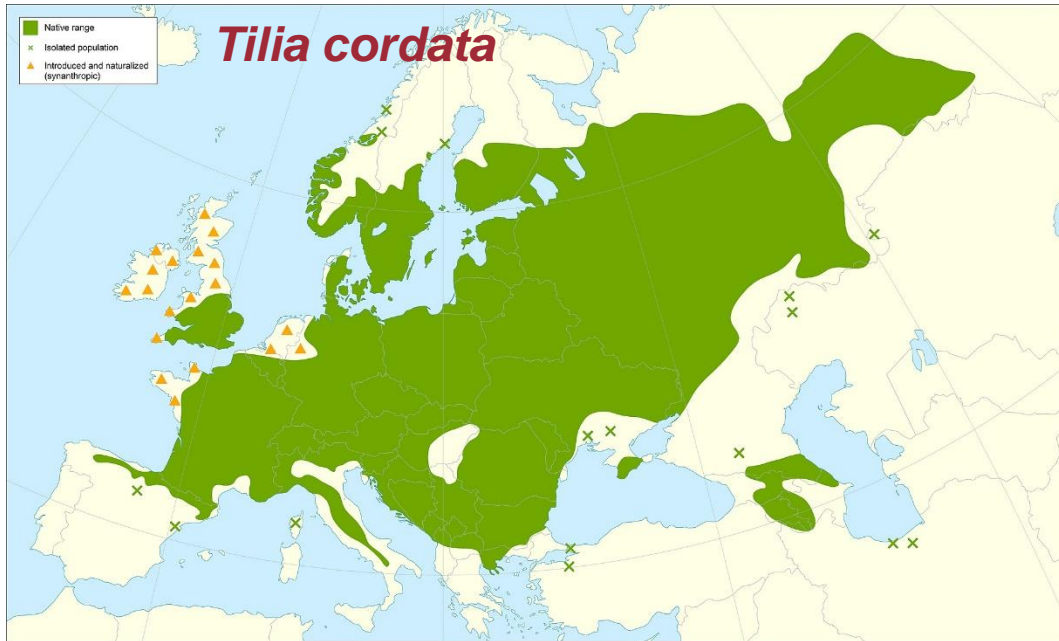 Tilia cordata
Native range
Isolated population
Introduced and naturalized
(synanthropic)